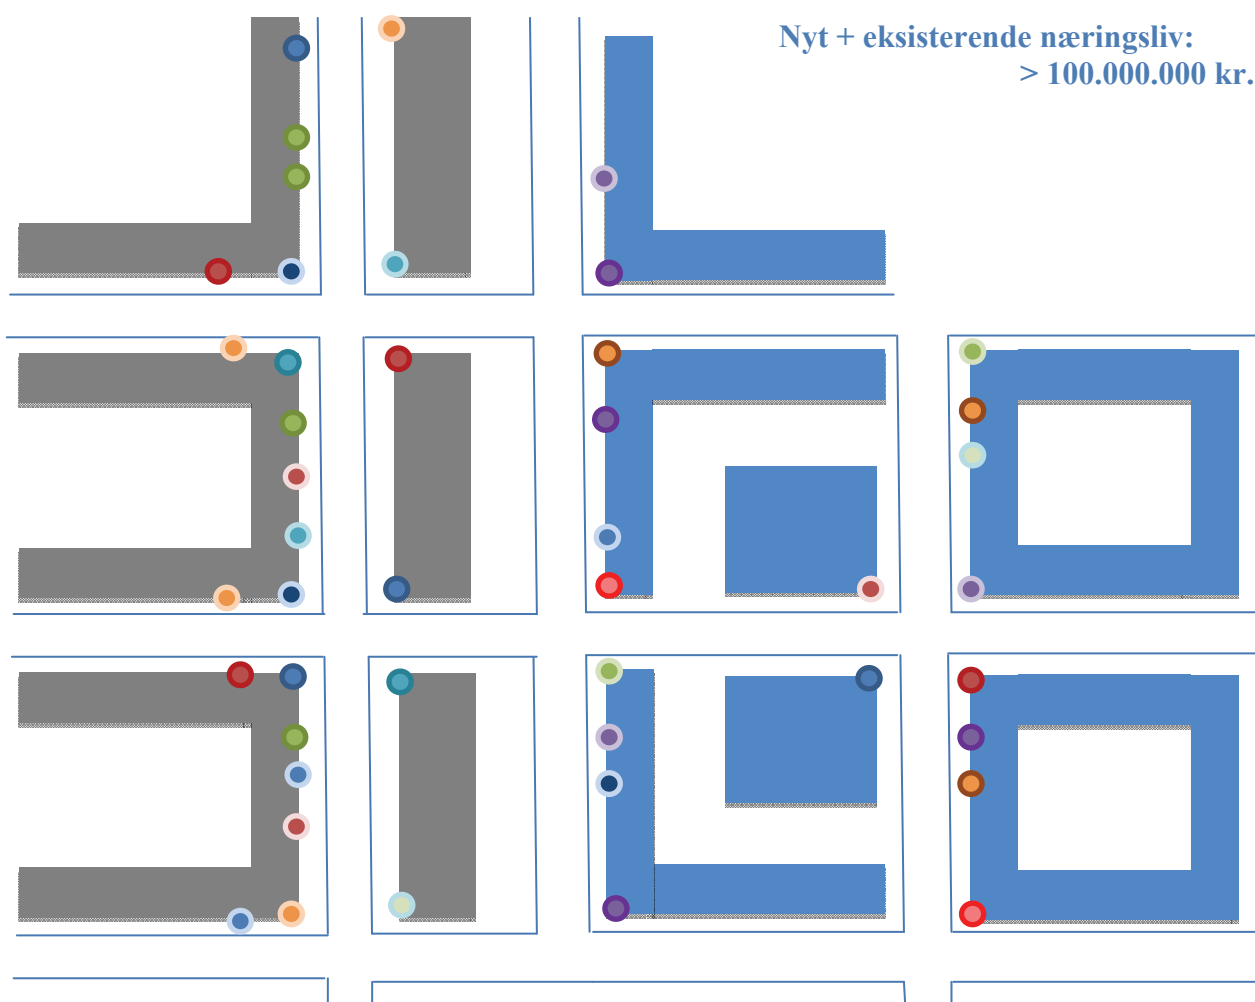 Nyt + eksisterende næringsliv:
> 100.000.000 kr.